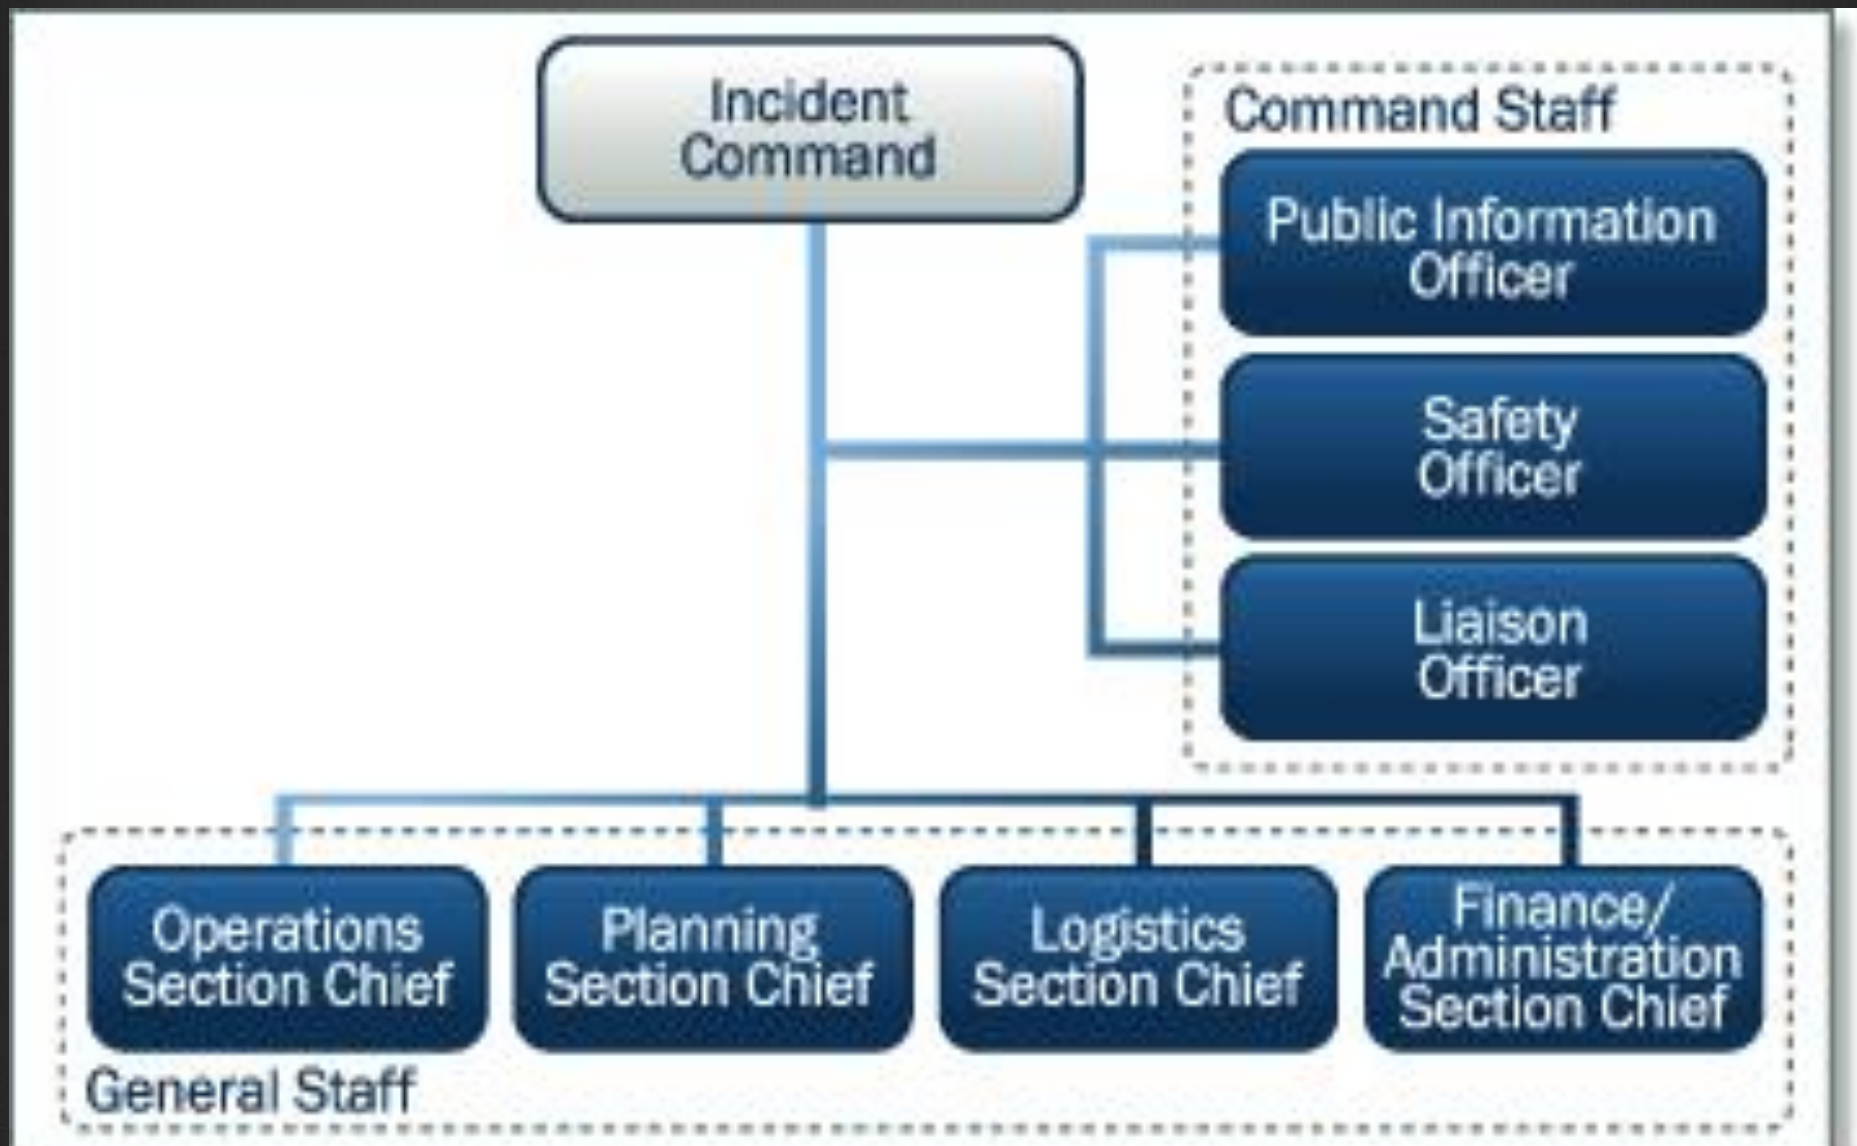 Incident
Command
Command Staff
Public Information
Officer
Safety
Officer
Liaison
Officer
Operations
Section Chief
Planning
Section Chief
Logistics
Section Chief
Finance/
Administration
Section Chief
General Staff